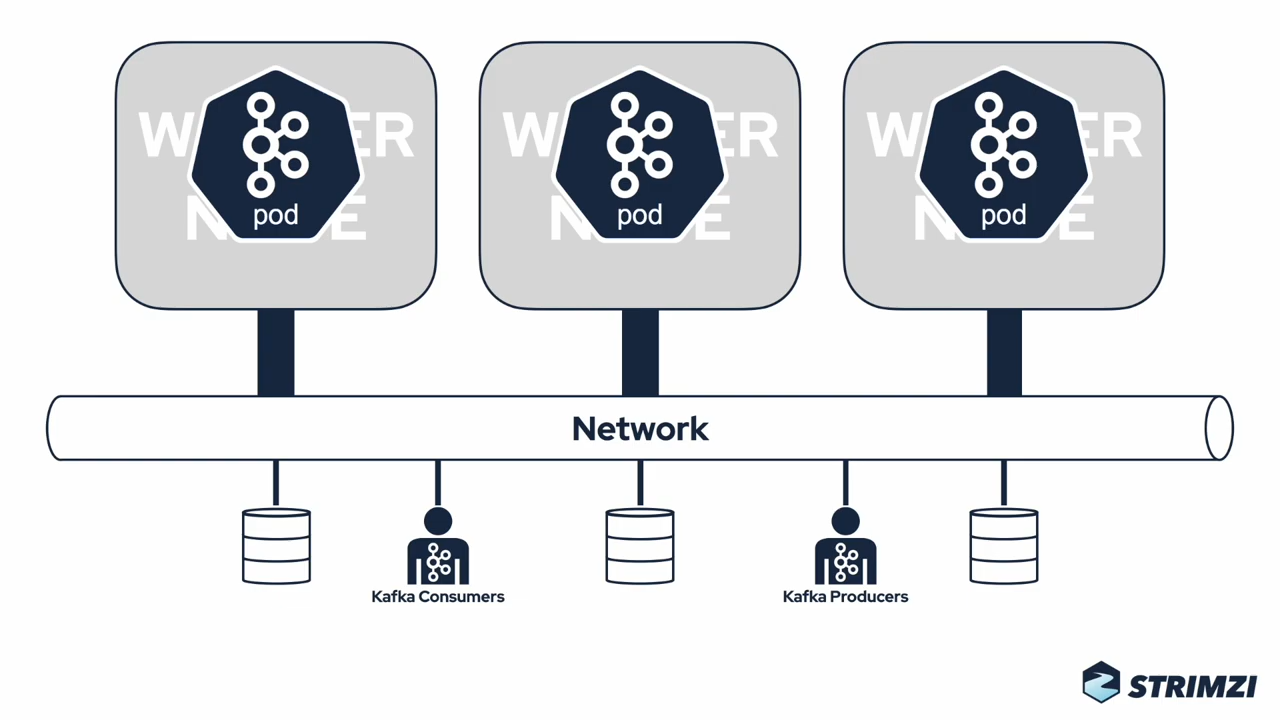 pod
pod
pod
Network
Kafka Consumers
Kafka Producers
STRIMZI